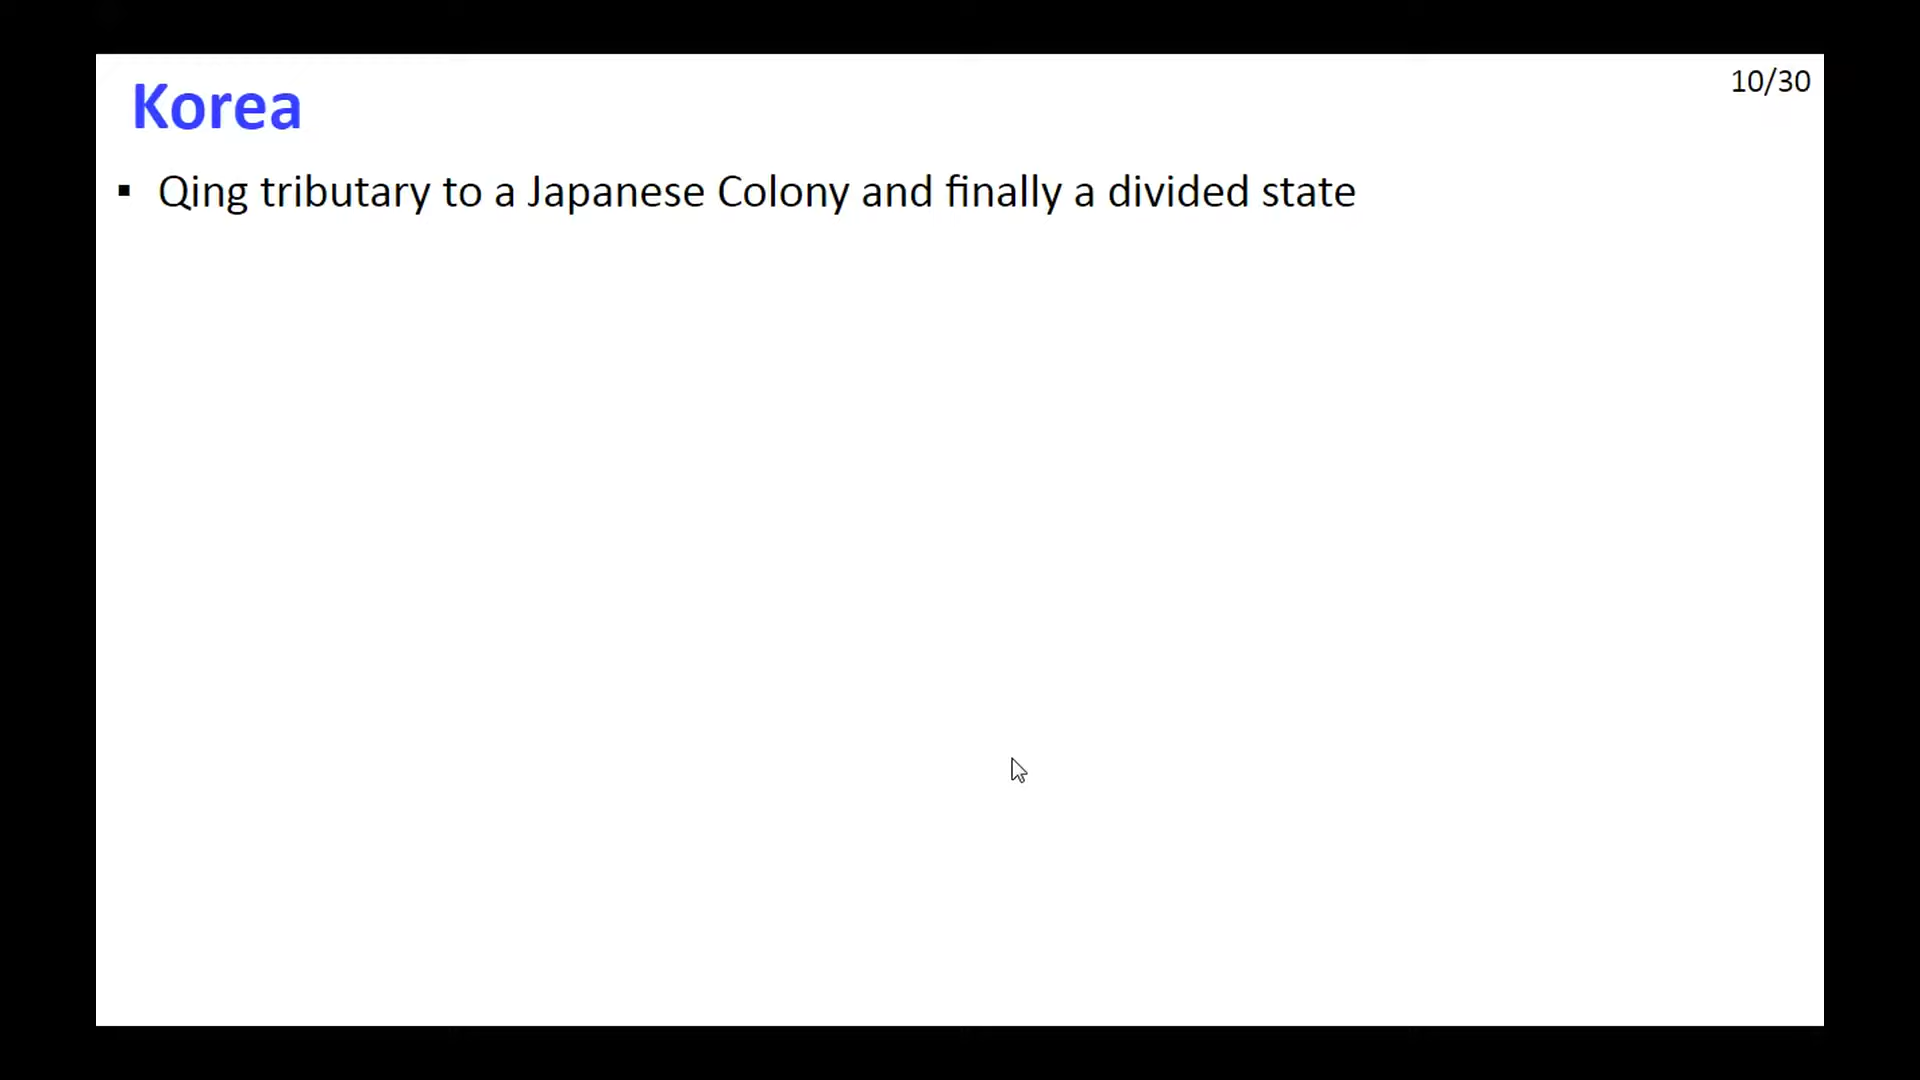 10/30
Korea
▪ Qing tributary to a Japanese Colony and finally a divided state